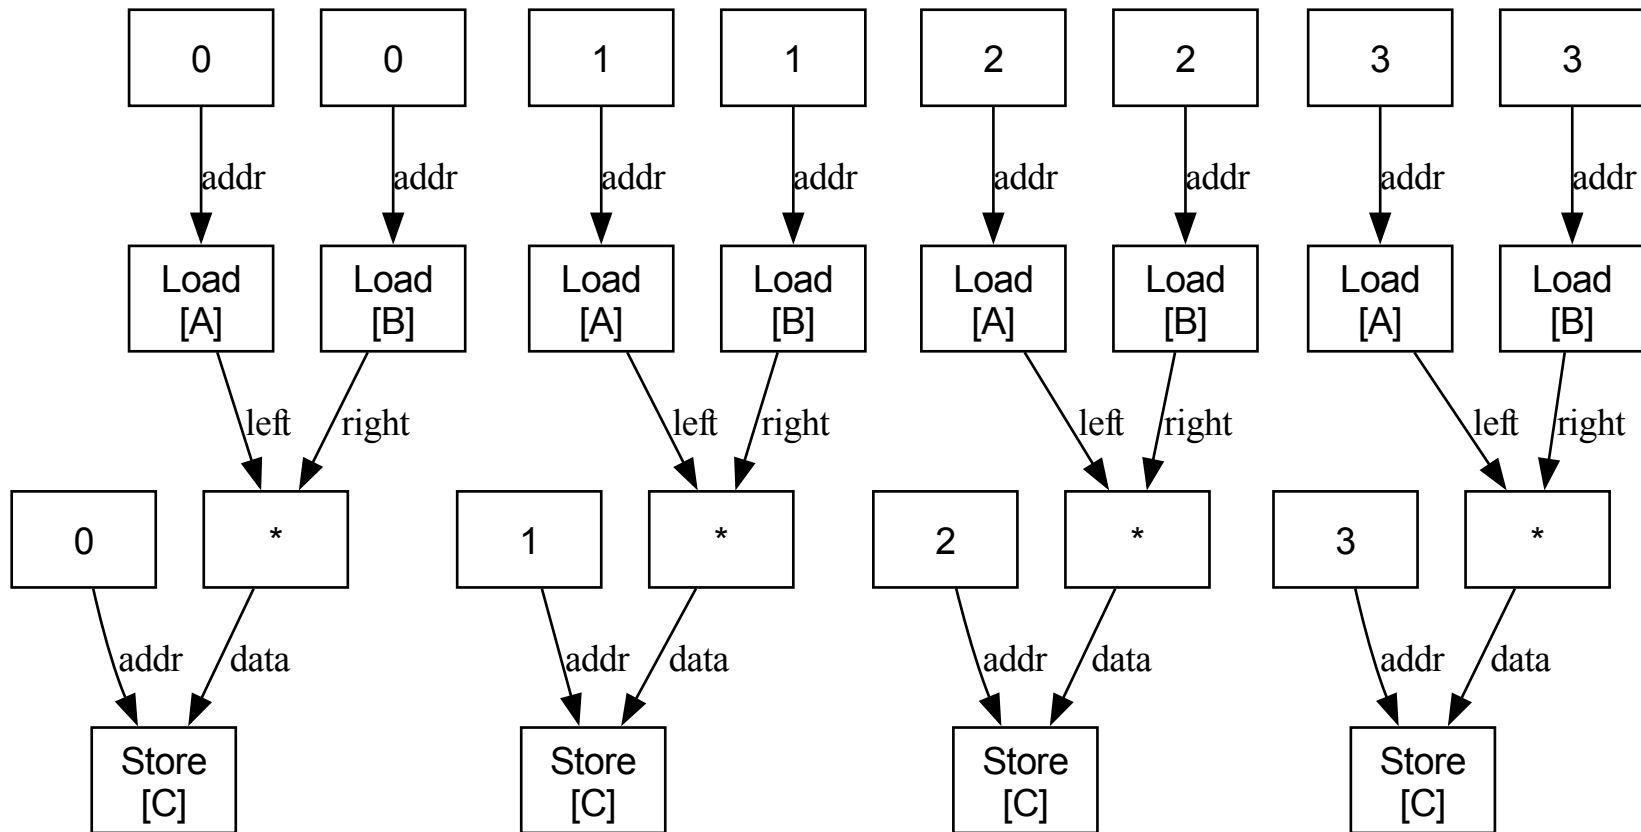 0 0 1 1 2 2 3 3
addr addr addr addr addr addr addr addr
Load Load Load Load Load Load Load Load
[A] [B] [A] [B] [A] [B] [A] [B]
left right left right left right left right
0 * 1 * 2 * 3 *
addr data addr data addr data addr data
Store Store Store Store
[C] [C] [C] [C]